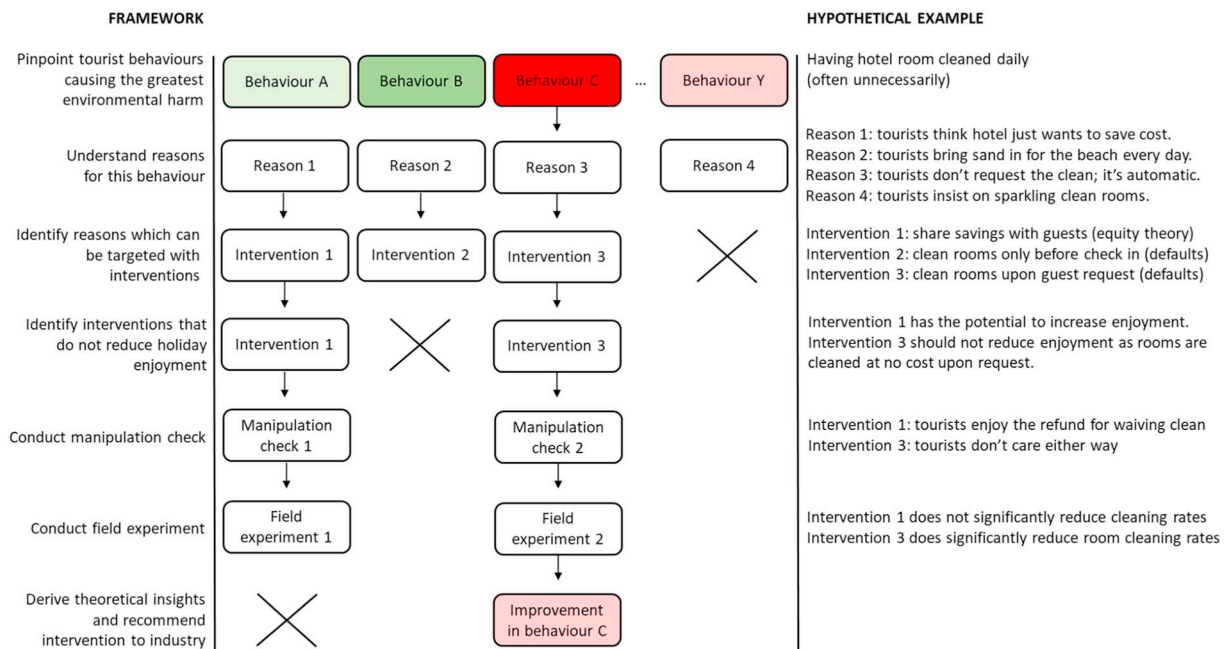 FRAMEWORK
HYPOTHETICAL EXAMPLE
Pinpoint tourist behaviours
causing the greatest
environmental harm
Behaviour A
Behaviour B
Behaviour C
...
Behaviour Y
Having hotel room cleaned daily
(often unnecessarily)
Understand reasons
for this behaviour
Reason 1
Reason 2
Reason 3
Reason 4
Reason 1: tourists think hotel just wants to save cost.
Reason 2: tourists bring sand in for the beach every day.
Reason 3: tourists don't request the clean; it's automatic.
Reason 4: tourists insist on sparkling clean rooms.
Identify reasons which can
be targeted with
interventions
Intervention 1
Intervention 2
Intervention 3
Intervention 1: share savings with guests (equity theory)
Intervention 2: clean rooms only before check in (defaults)
Intervention 3: clean rooms upon guest request (defaults)
Identify interventions that
do not reduce holiday
enjoyment
Intervention 1
Intervention 3
Intervention 1 has the potential to increase enjoyment.
Intervention 3 should not reduce enjoyment as rooms are
cleaned at no cost upon request.
Conduct manipulation check
Manipulation
check 1
Manipulation
check 2
Intervention 1: tourists enjoy the refund for waiving clean
Intervention 3: tourists don't care either way
Conduct field experiment
Field
experiment 1
Field
experiment 2
Intervention 1 does not significantly reduce cleaning rates
Intervention 3 does significantly reduce room cleaning rates
Derive theoretical insights
and recommend
intervention to industry
Improvement
in behaviour C